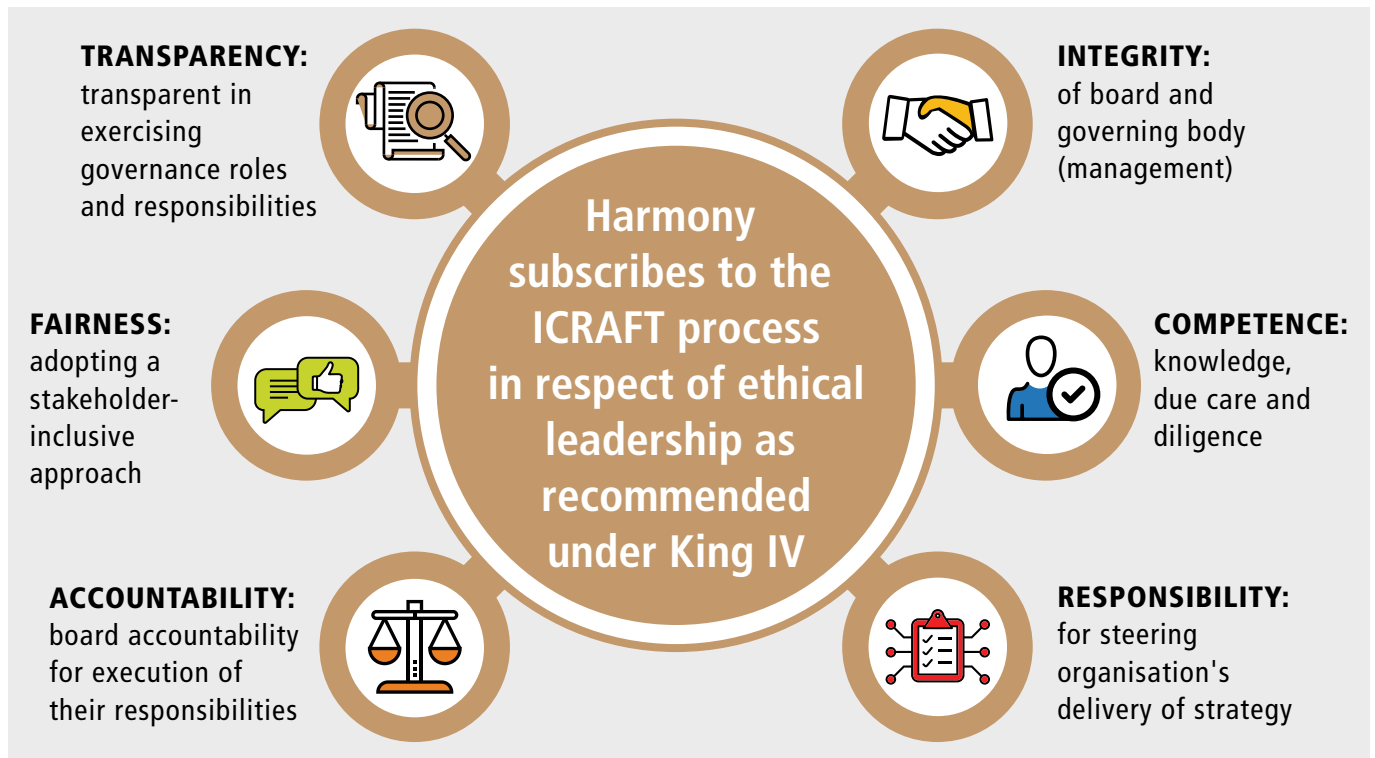 TRANSPARENCY:
transparent in
exercising
governance roles
and responsibilities
FAIRNESS:
adopting a
stakeholder-
inclusive
approach
ACCOUNTABILITY:
board accountability
for execution of
their responsibilities
Harmony
subscribes to the
ICRAFT process
in respect of ethical
leadership as
recommended
under King IV
INTEGRITY:
of board and
governing body
(management)
COMPETENCE:
knowledge,
due care and
diligence
RESPONSIBILITY:
for steering
organisation's
delivery of strategy